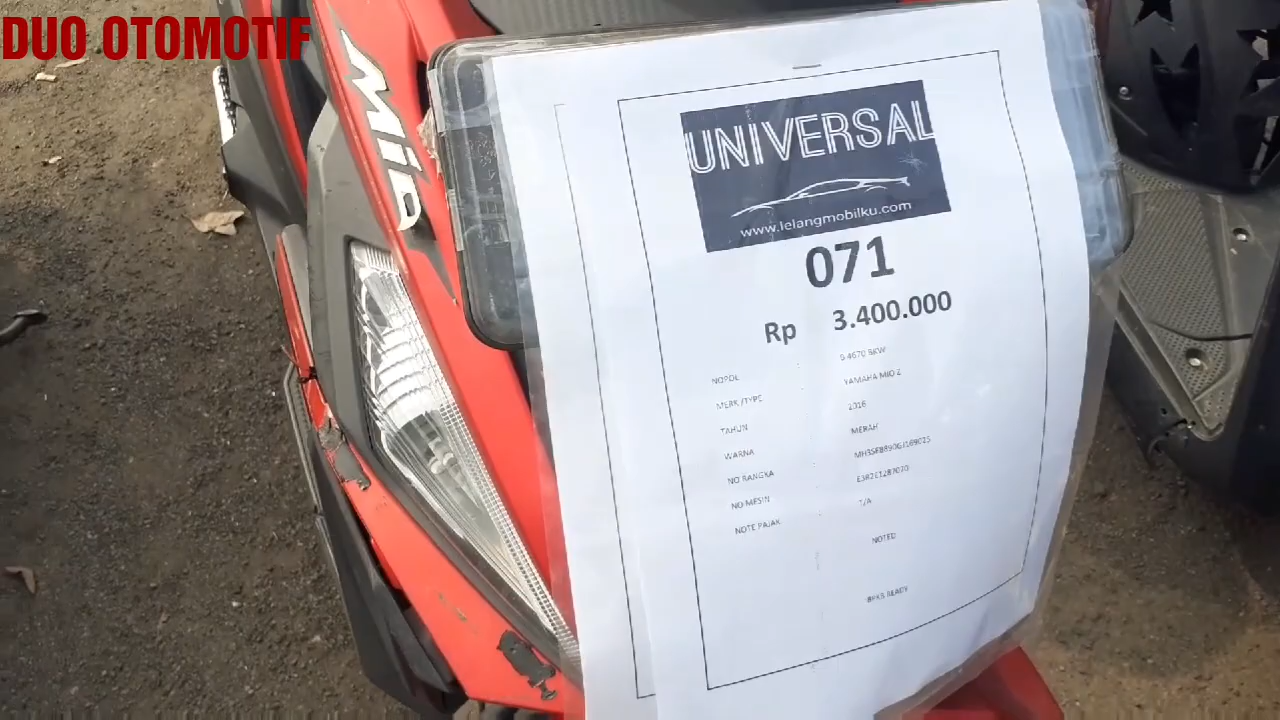 DUO OTOMOTIF
Mio
UNIVERSAL
www.lelangmobilku.com
071
Rp 3.400.000
NOPOL :
MERK /TYPE : YAMAHA MIO Z
TAHUN : 2016
WARNA : MERAH
NO RANGKA :
NO MESIN :
NOTE PAJAK : T/A
NOTED
BPKB READY